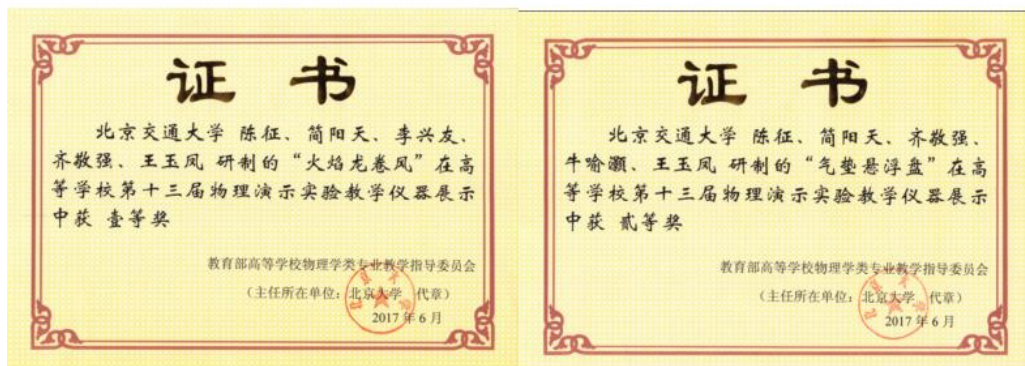 证 书
北京交通大学 陈征、简阳天、李兴友、
齐敬强、王玉凤 研制的“火焰龙卷风”在高
等学校第十三届物理演示实验教学仪器展示
中获 壹等奖
教育部高等学校物理学类专业教学指导委员会
（主任所在单位：北京大学 代章）
2017 年 6 月
证 书
北京交通大学 陈征、简阳天、齐敬强、
牛喻灏、王玉凤 研制的“气垫悬浮盘”在高
等学校第十三届物理演示实验教学仪器展示
中获 贰等奖
教育部高等学校物理学类专业教学指导委员会
（主任所在单位：北京大学 代章）
2017 年 6 月